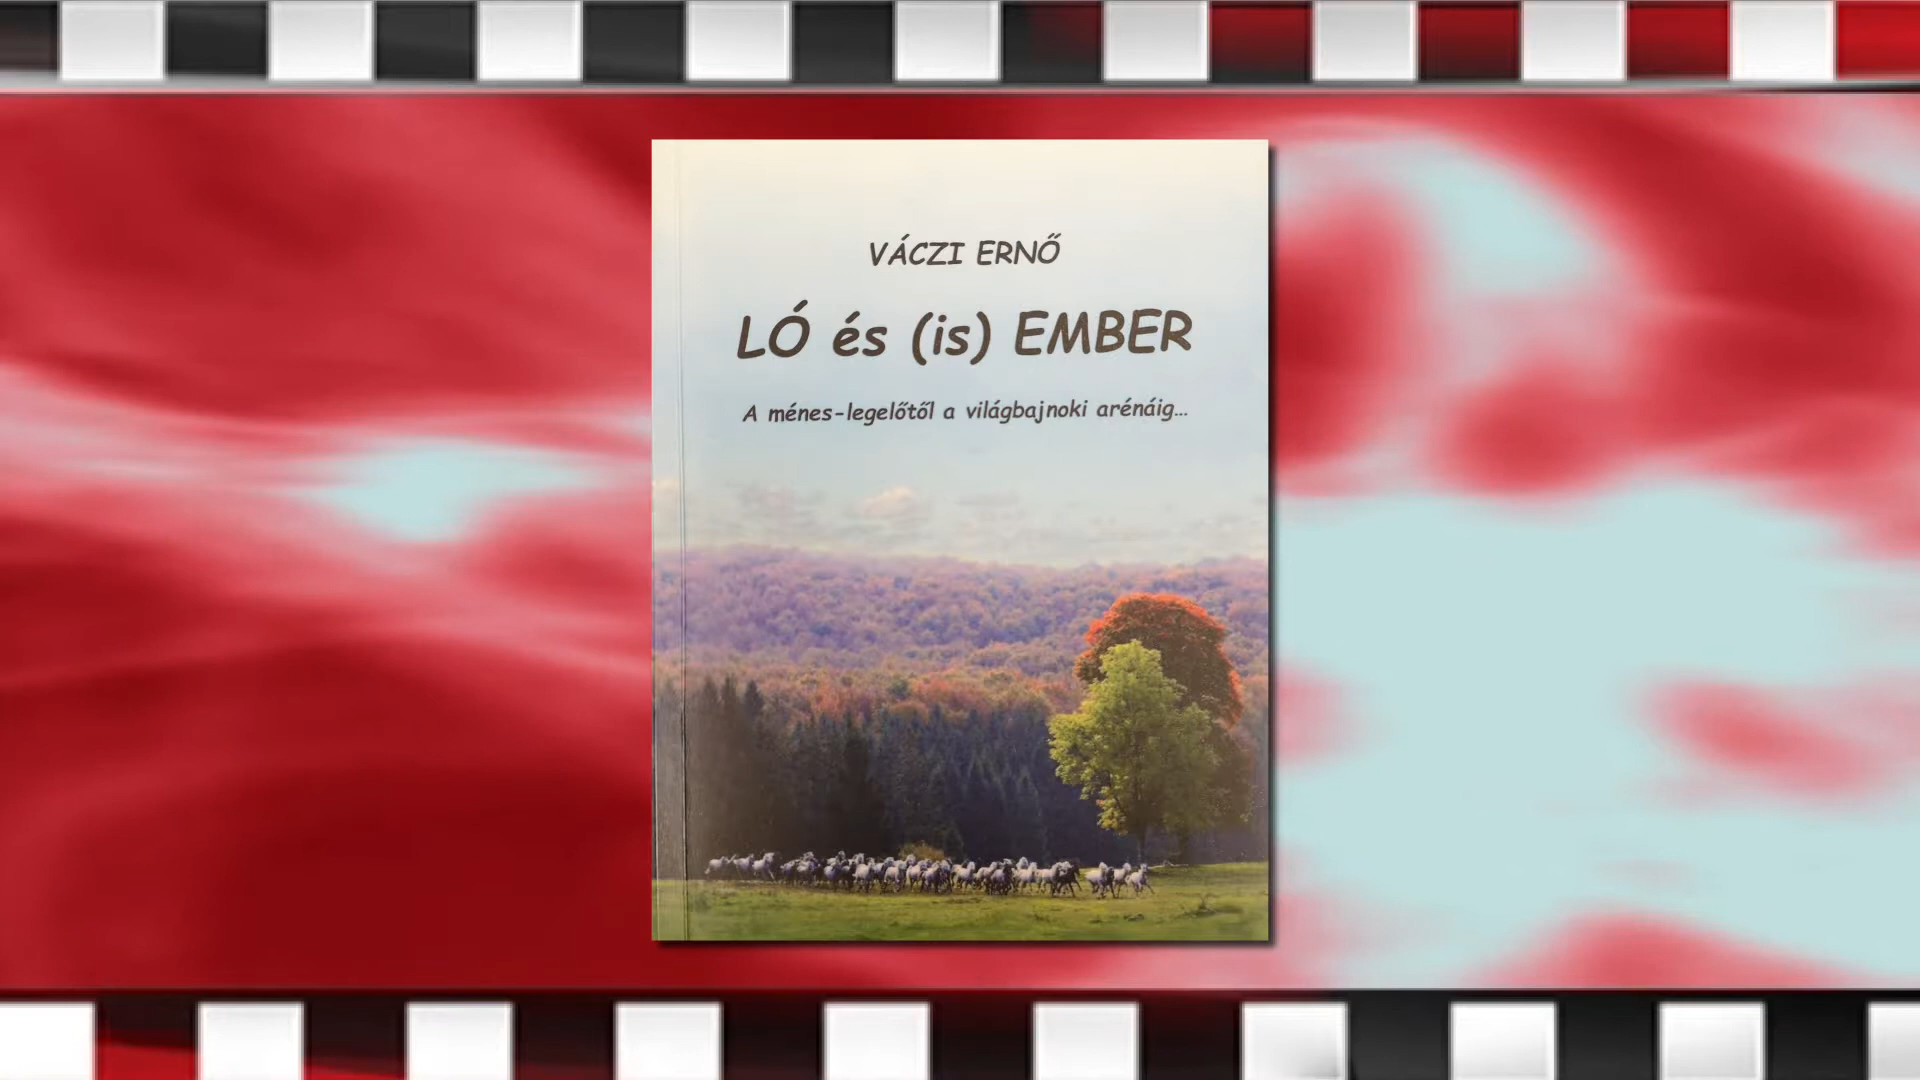 VÁCZI ERNŐ
LÓ és (is) EMBER
A ménes-legelőtől a világbajnoki arénáig...